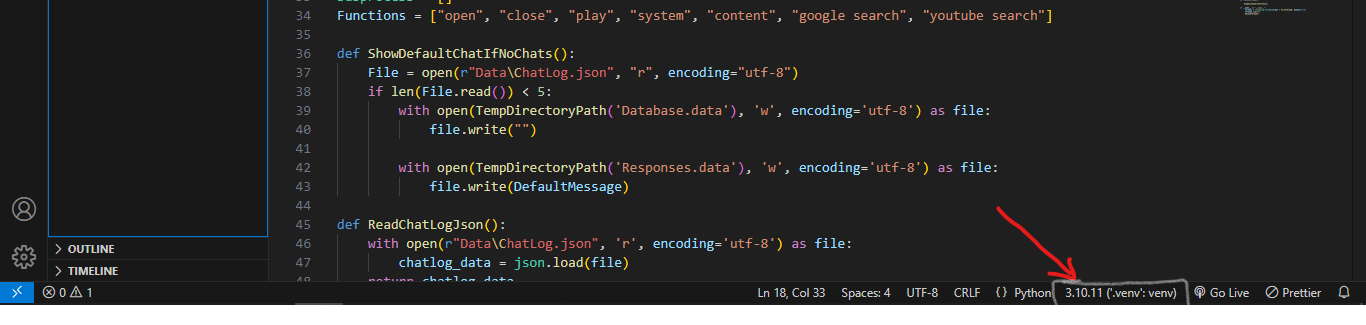 34 Functions = ["open", "close", "play", "system", "content", "google search", "youtube search"]
35
36 def ShowDefaultChatIfNoChats():
37 File = open(r"Data\ChatLog.json", "r", encoding="utf-8")
38 if len(File.read()) < 5:
39 with open(TempDirectoryPath('Database.data'), 'w', encoding='utf-8') as file:
40 file.write("")
41
42 with open(TempDirectoryPath('Responses.data'), 'w', encoding='utf-8') as file:
43 file.write(DefaultMessage)
44
45 def ReadChatLogJson():
46 with open(r"Data\ChatLog.json", 'r', encoding='utf-8') as file:
47 chatlog_data = json.load(file)
48 return chatlog_data
OUTLINE
TIMELINE
0 1 Ln 18, Col 33 Spaces: 4 UTF-8 CRLF {} Python 3.10.11 ('.venv': venv) Go Live Prettier